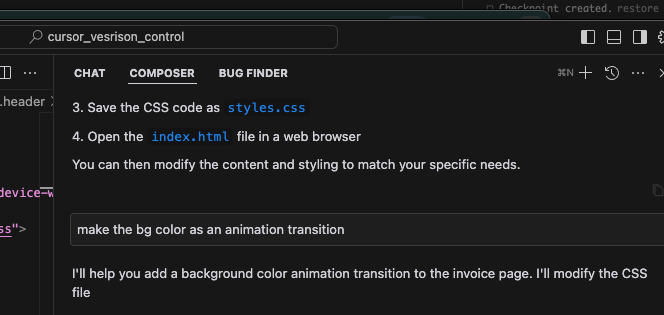 Checkpoint created. restore
cursor_vesrison_control
CHAT COMPOSER BUG FINDER ⌘N
.header
3. Save the CSS code as styles.css
4. Open the index.html file in a web browser
You can then modify the content and styling to match your specific needs.
device-w
ss">
make the bg color as an animation transition
I'll help you add a background color animation transition to the invoice page. I'll modify the CSS
file